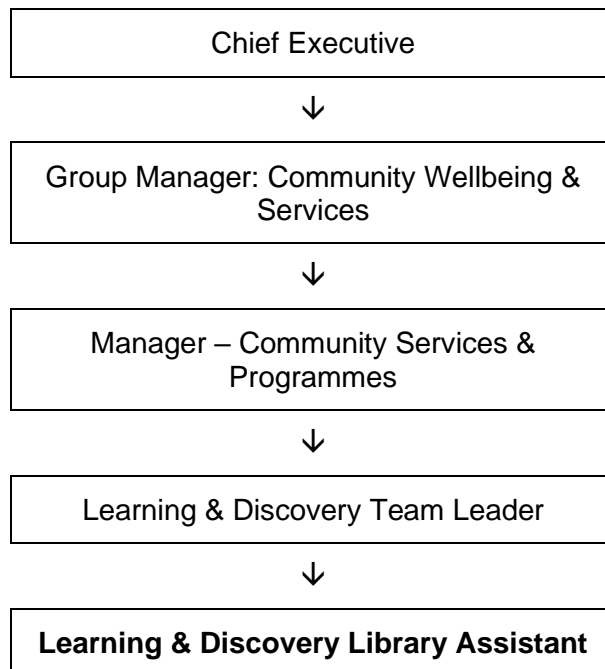 Chief Executive
↓
Group Manager: Community Wellbeing &
Services
↓
Manager – Community Services &
Programmes
↓
Learning & Discovery Team Leader
↓
Learning & Discovery Library Assistant